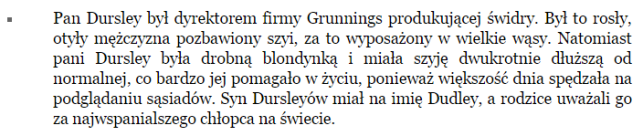 Pan Dursley był dyrektorem firmy Grunnings produkującej świdry. Był to rosły,
otyły mężczyzna pozbawiony szyi, za to wyposażony w wielkie wąsy. Natomiast
pani Dursley była drobną blondynką i miała szyję dwukrotnie dłuższą od
normalnej, co bardzo jej pomagało w życiu, ponieważ większość dnia spędzała na
podglądaniu sąsiadów. Syn Dursleyów miał na imię Dudley, a rodzice uważali go
za najwspanialszego chłopca na świecie.